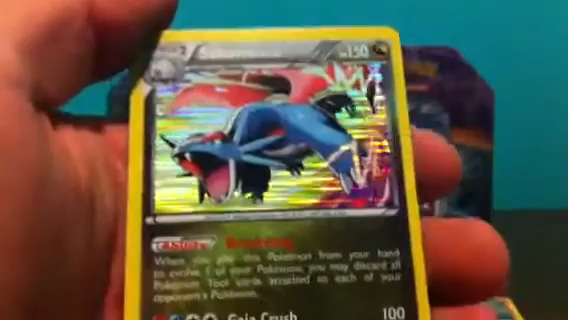 HP150
ABILITY
When you play this Pokémon from your hand
to evolve 1 of your Pokémon, you may discard all
Pokémon Tool cards attached to each of your
opponent's Pokémon.
Gaia Crush 100